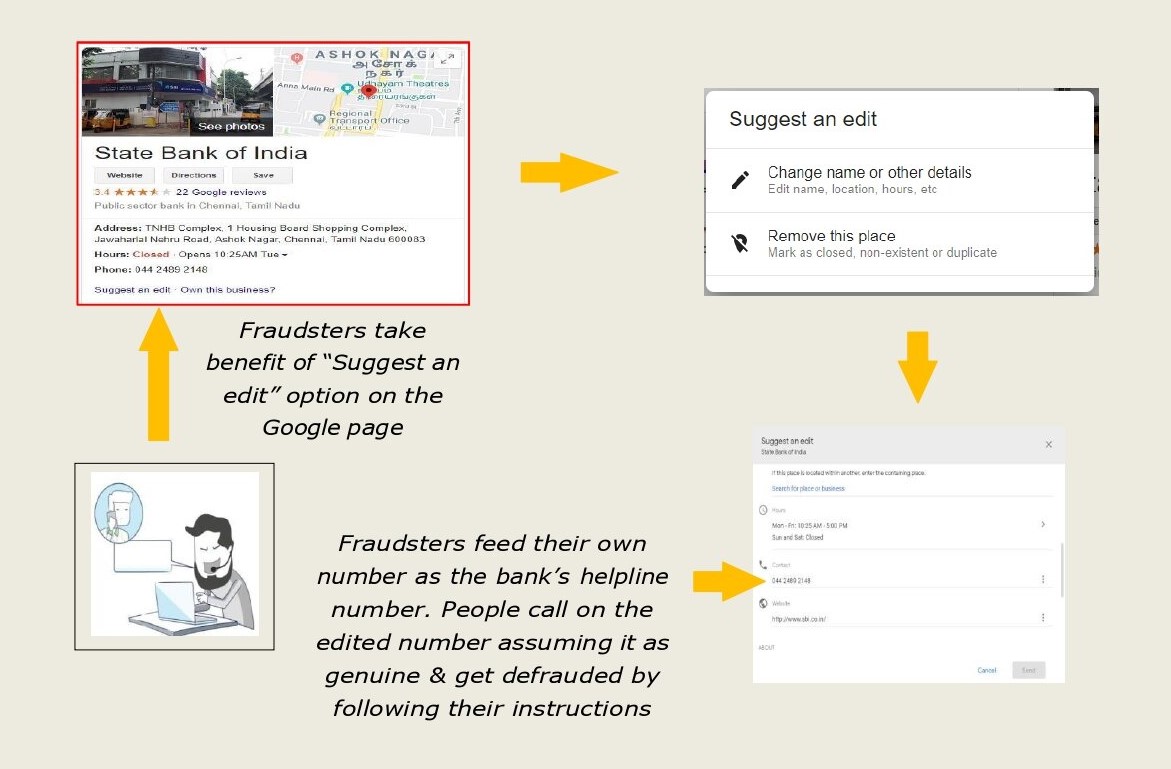 ASHOK NAGA
அசோக்
நகர்
Anna Main Rd
Udhayam Theatres
Regional
Transport Office
See photos
State Bank of India
Website Directions Save
3.4 22 Google reviews
Public sector bank in Chennai, Tamil Nadu
Address: TNHB Complex, 1 Housing Board Shopping Complex,
Jawaharlal Nehru Road, Ashok Nagar, Chennai, Tamil Nadu 600083
Hours: Closed · Opens 10:25AM Tue
Phone: 044 2489 2148
Suggest an edit · Own this business?
Fraudsters take
benefit of “Suggest an
edit” option on the
Google page
Suggest an edit
Change name or other details
Edit name, location, hours, etc
Remove this place
Mark as closed, non-existent or duplicate
Suggest an edit
State Bank of India
If this place is located within another, enter the containing place.
Search for place or business
Hours
Mon - Fri: 10:25 AM - 5:00 PM
Sun and Sat: Closed
Contact
044 2489 2148
Website
http://www.sbi.co.in/
ABOUT
Cancel Send
Fraudsters feed their own
number as the bank’s helpline
number. People call on the
edited number assuming it as
genuine & get defrauded by
following their instructions